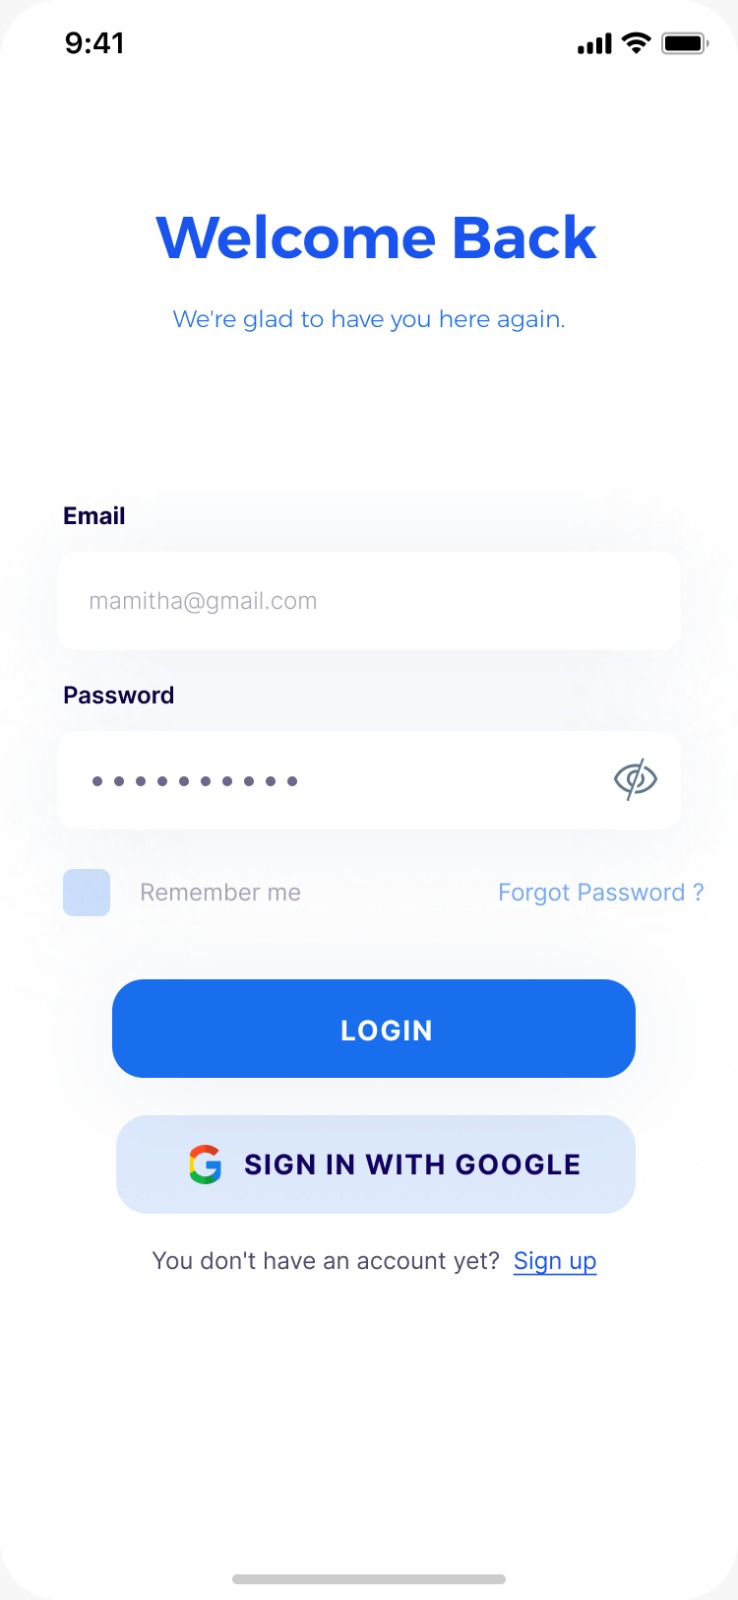 9:41
Welcome Back
We're glad to have you here again.
Email
mamitha@gmail.com
Password
Remember me
Forgot Password ?
LOGIN
SIGN IN WITH GOOGLE
You don't have an account yet? Sign up